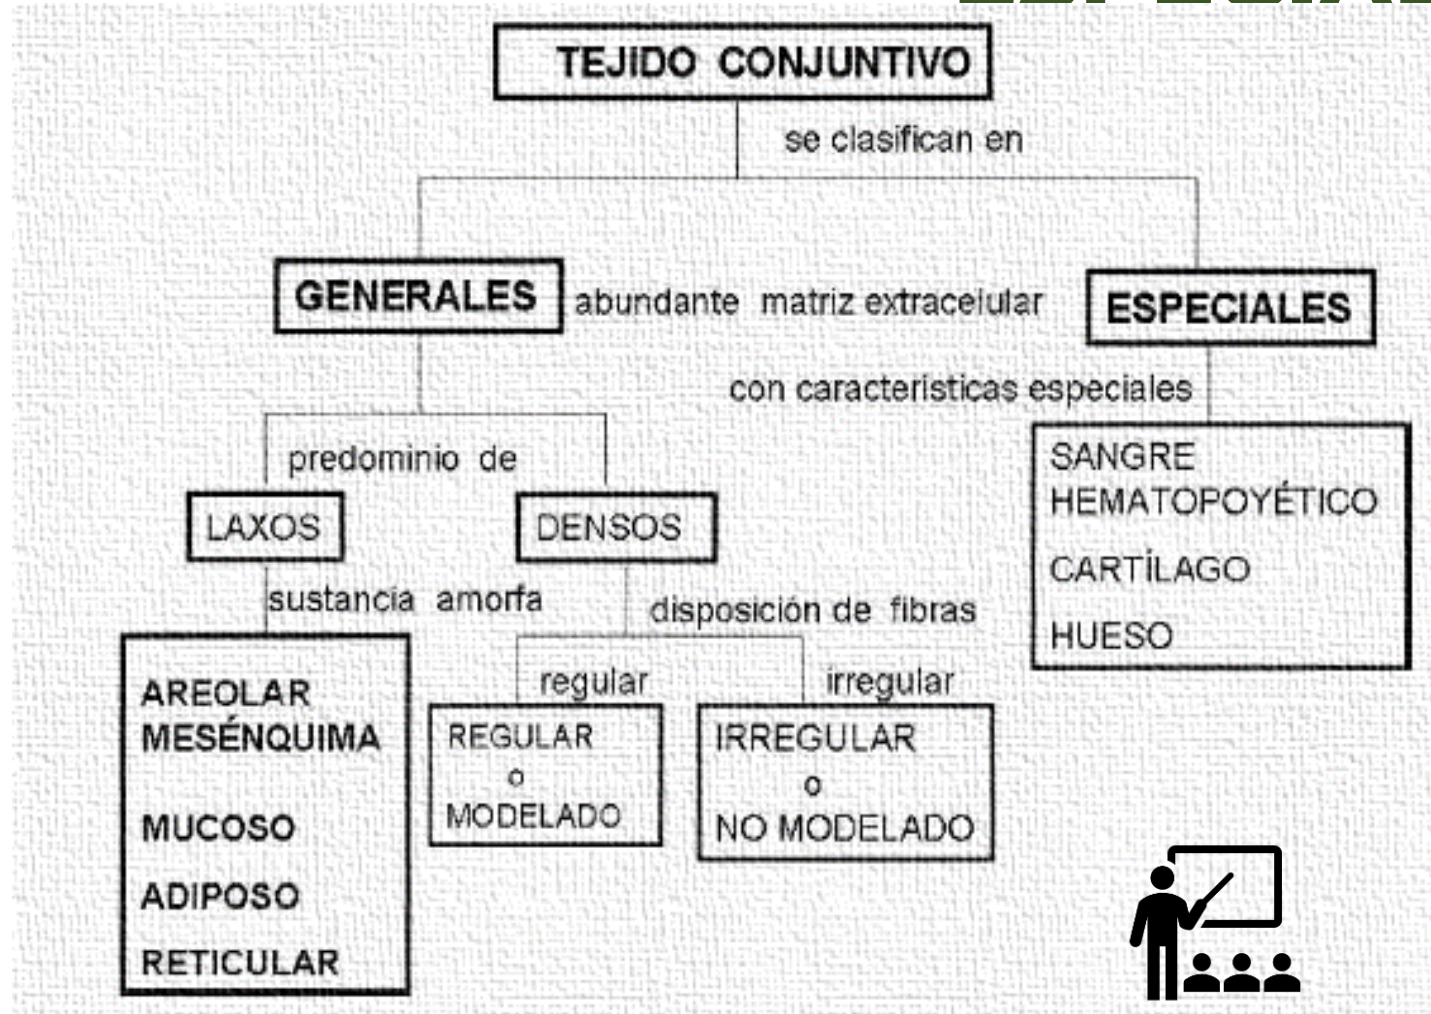 TEJIDO CONJUNTIVO
se clasifican en
GENERALES
abundante matriz extracelular
ESPECIALES
con características especiales
SANGRE
HEMATOPOYÉTICO
CARTÍLAGO
HUESO
predominio de
LAXOS
DENSOS
sustancia amorfa
disposición de fibras
regular
irregular
AREOLAR
MESÉNQUIMA
MUCOSO
ADIPOSO
RETICULAR
REGULAR
o
MODELADO
IRREGULAR
o
NO MODELADO